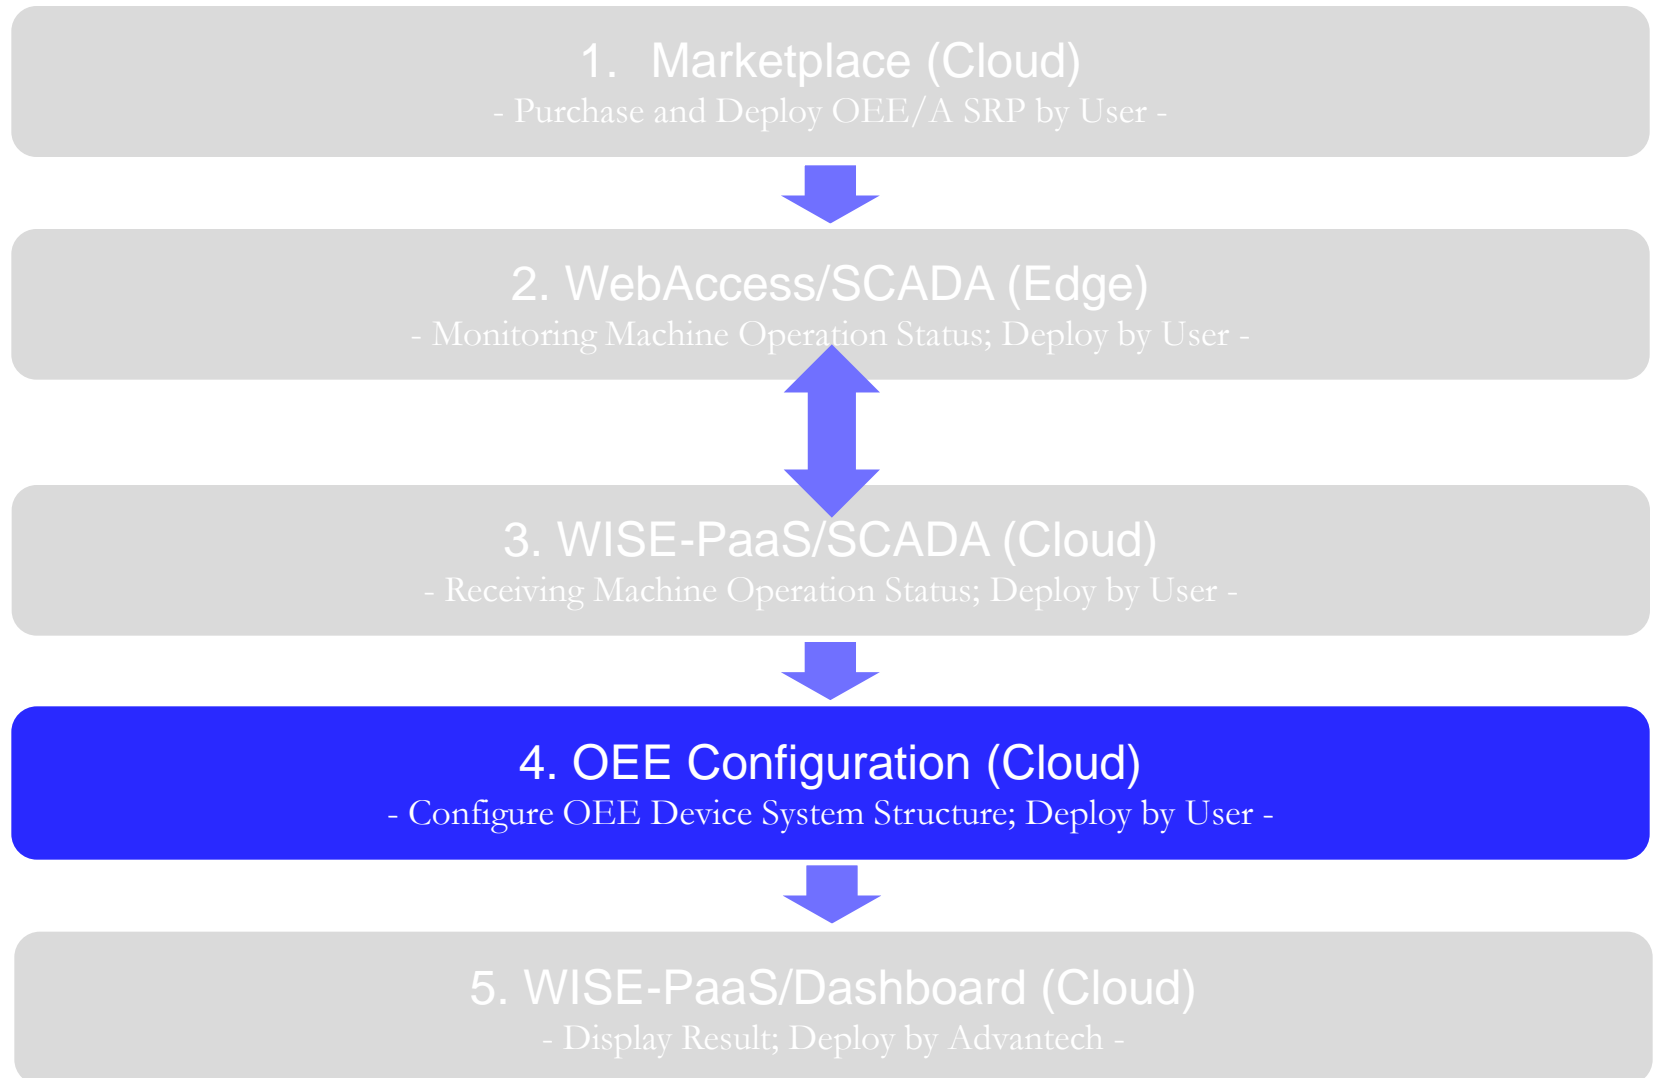 1. Marketplace (Cloud)
- Purchase and Deploy OEE/A SRP by User -
2. WebAccess/SCADA (Edge)
- Monitoring Machine Operation Status; Deploy by User -
3. WISE-PaaS/SCADA (Cloud)
- Receiving Machine Operation Status; Deploy by User -
4. OEE Configuration (Cloud)
- Configure OEE Device System Structure; Deploy by User -
5. WISE-PaaS/Dashboard (Cloud)
- Display Result; Deploy by Advantech -